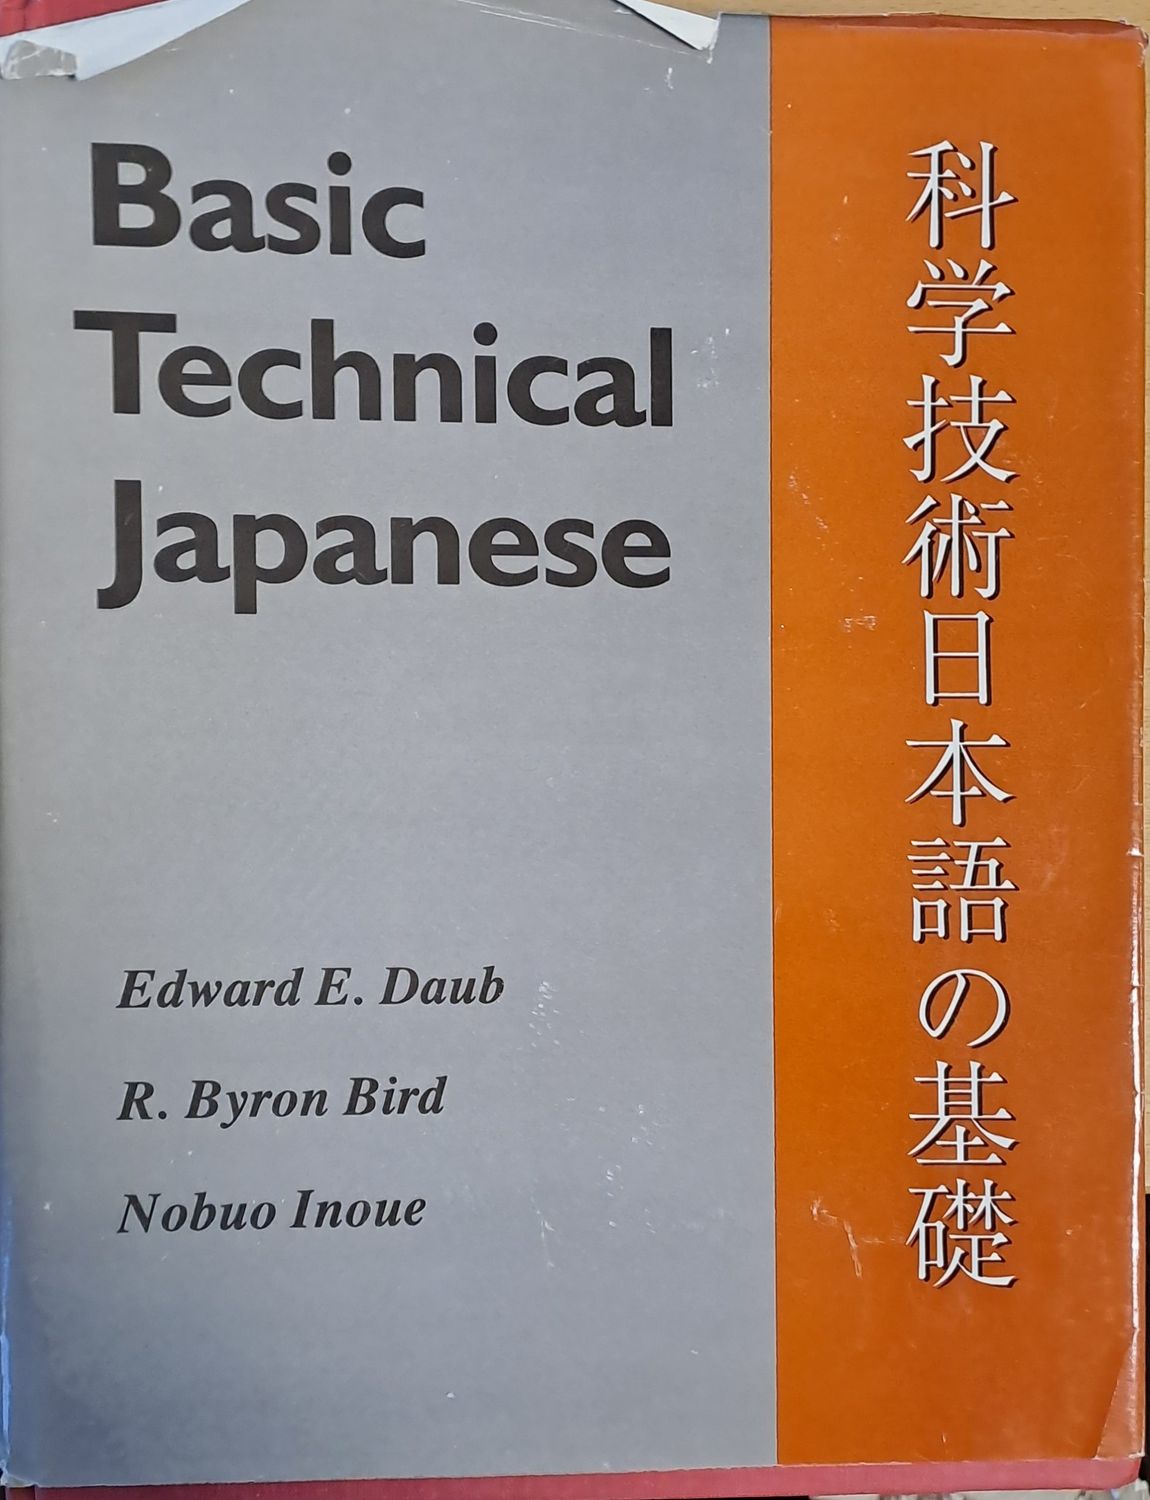 Basic
Technical
Japanese
Edward E. Daub
R. Byron Bird
Nobuo Inoue
科学技術日本語の基礎